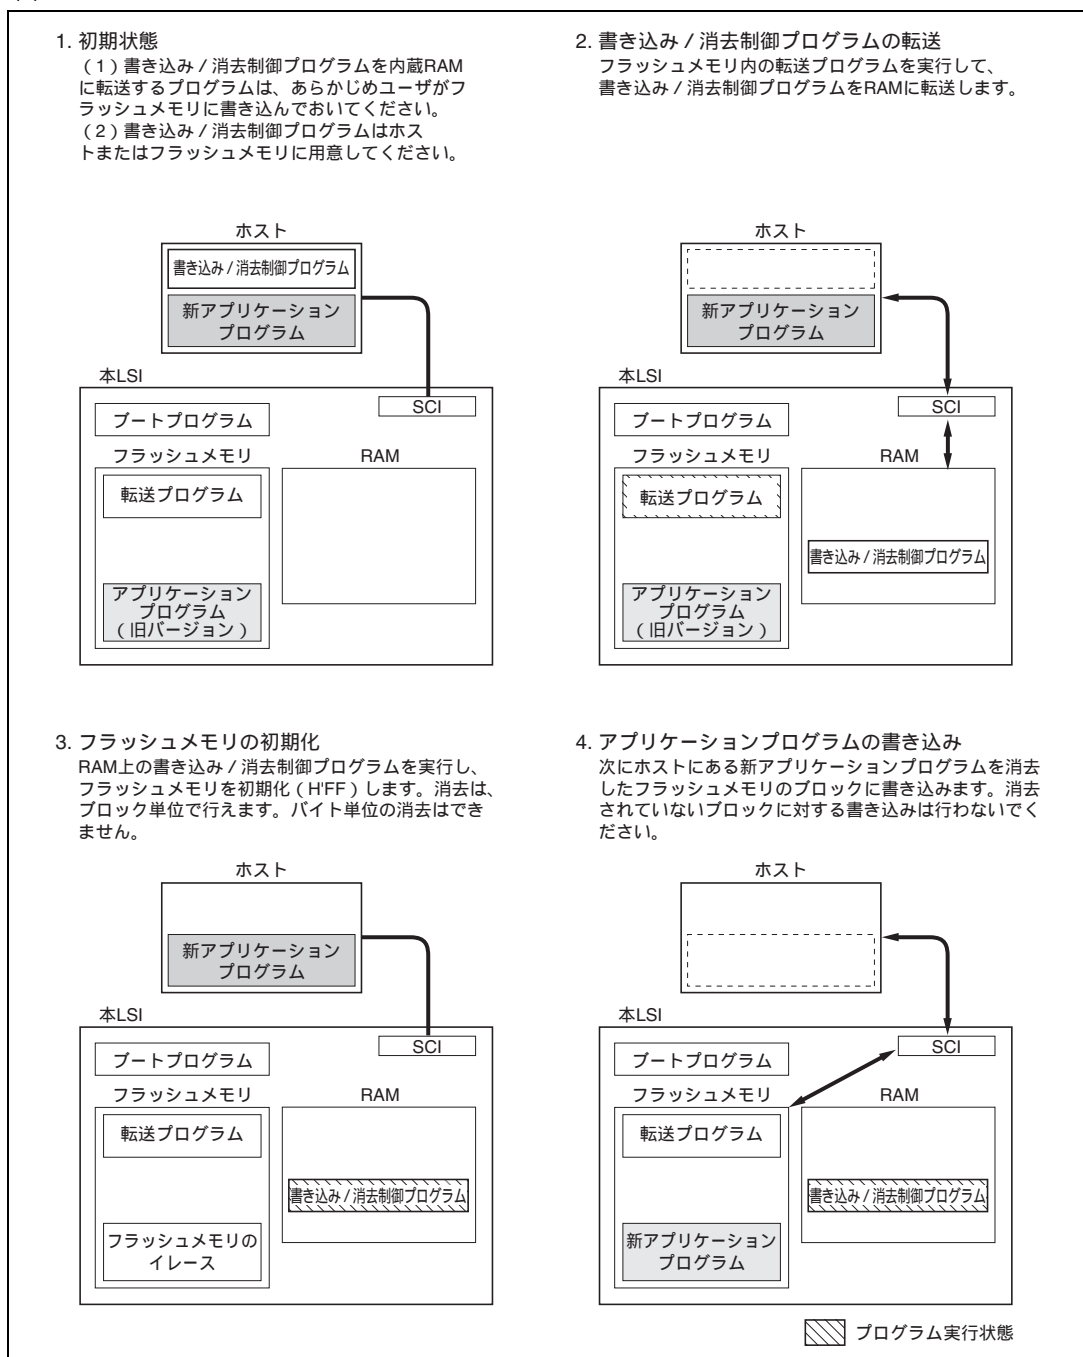 1. 初期状態
（1）書き込み / 消去制御プログラムを内蔵RAM
に転送するプログラムは、あらかじめユーザがフ
ラッシュメモリに書き込んでおいてください。
（2）書き込み / 消去制御プログラムはホス
トまたはフラッシュメモリに用意してください。
ホスト
書き込み / 消去制御プログラム
新アプリケーション
プログラム
本LSI
SCI
ブートプログラム
フラッシュメモリ
RAM
転送プログラム
アプリケーション
プログラム
（旧バージョン）
2. 書き込み / 消去制御プログラムの転送
フラッシュメモリ内の転送プログラムを実行して、
書き込み / 消去制御プログラムをRAMに転送します。
ホスト
新アプリケーション
プログラム
本LSI
SCI
ブートプログラム
フラッシュメモリ
RAM
転送プログラム
書き込み / 消去制御プログラム
アプリケーション
プログラム
（旧バージョン）
3. フラッシュメモリの初期化
RAM上の書き込み / 消去制御プログラムを実行し、
フラッシュメモリを初期化（H'FF）します。消去は、
ブロック単位で行えます。バイト単位の消去はでき
ません。
ホスト
新アプリケーション
プログラム
本LSI
SCI
ブートプログラム
フラッシュメモリ
RAM
転送プログラム
書き込み / 消去制御プログラム
フラッシュメモリの
イレース
4. アプリケーションプログラムの書き込み
次にホストにある新アプリケーションプログラムを消去
したフラッシュメモリのブロックに書き込みます。消去
されていないブロックに対する書き込みは行わないでく
ださい。
ホスト
本LSI
SCI
ブートプログラム
フラッシュメモリ
RAM
転送プログラム
書き込み / 消去制御プログラム
新アプリケーション
プログラム
プログラム実行状態